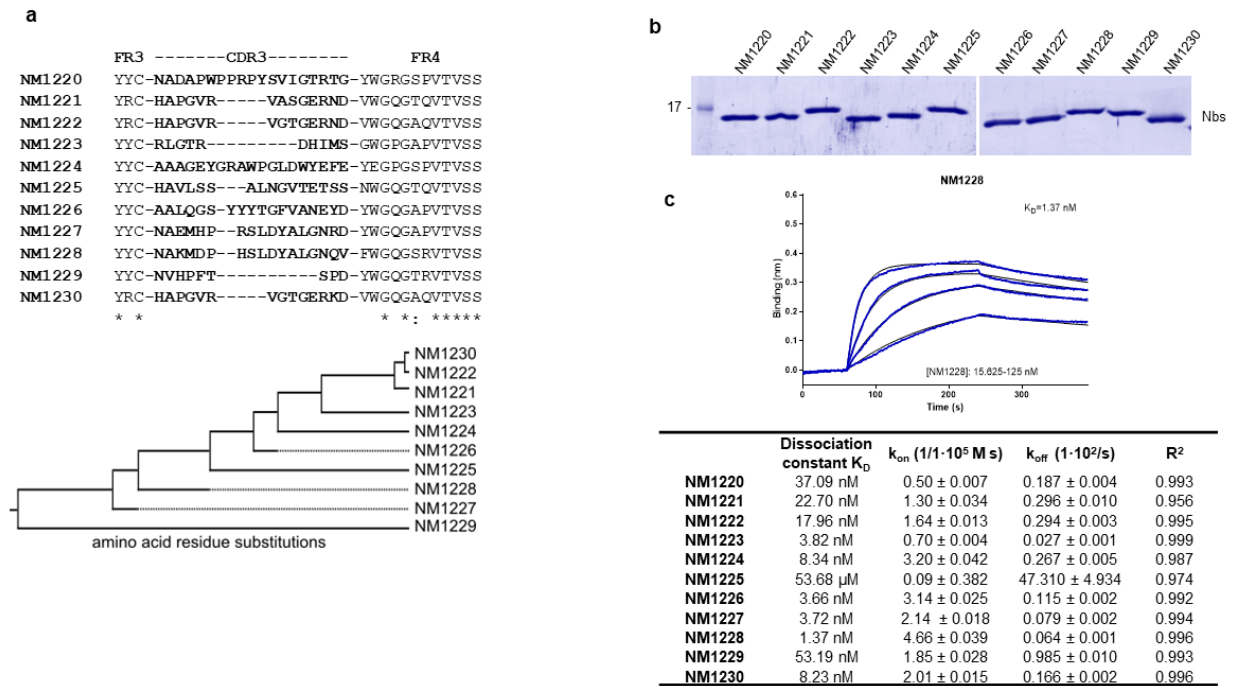 a
FR3 -------CDR3-------- FR4
NM1220 YYC-NADAPWPPRPYSVIGTRTG-YWGRGSPVTVSS
NM1221 YRC-HAPGVR-----VASGERND-VWGQGTQVTVSS
NM1222 YRC-HAPGVR-----VGTGERND-VWGQGAQVTVSS
NM1223 YYC-RLGTR---------DHIMS-GWGPGAPVTVSS
NM1224 YYC-AAAGEYGRAWPGLDWYEFE-YEGPGSPVTVSS
NM1225 YYC-HAVLSS---ALNGVTETSS-NWGQGTQVTVSS
NM1226 YYC-AALQGS-YYYTGFVANEYD-YWGQGAPVTVSS
NM1227 YYC-NAEMHP--RSLDYALGNRD-YWGQGAPVTVSS
NM1228 YYC-NAKMDP--HSLDYALGNQV-FWGQGSRVTVSS
NM1229 YYC-NVHPFT-----------SPD-YWGQGTRVTVSS
NM1230 YRC-HAPGVR-----VGTGERKD-VWGQGAQVTVSS
* * * *: *****
NM1230
NM1222
NM1221
NM1223
NM1224
NM1226
NM1225
NM1228
NM1227
NM1229
amino acid residue substitutions
b
NM1220 NM1221 NM1222 NM1223 NM1224 NM1225 NM1226 NM1227 NM1228 NM1229 NM1230
17 -
Nbs
c
NM1228
K_D=1.37 nM
0.6
0.5
0.4
0.3
0.2
0.1
0.0
Binding (nm)
[NM1228]: 15.625-125 nM
0 100 200 300
Time (s)
Dissociation constant K_D k_on (1/1·10⁵ M s) k_off (1·10²/s) R²
NM1220 37.09 nM 0.50 ± 0.007 0.187 ± 0.004 0.993
NM1221 22.70 nM 1.30 ± 0.034 0.296 ± 0.010 0.956
NM1222 17.96 nM 1.64 ± 0.013 0.294 ± 0.003 0.995
NM1223 3.82 nM 0.70 ± 0.004 0.027 ± 0.001 0.999
NM1224 8.34 nM 3.20 ± 0.042 0.267 ± 0.005 0.987
NM1225 53.68 µM 0.09 ± 0.382 47.310 ± 4.934 0.974
NM1226 3.66 nM 3.14 ± 0.025 0.115 ± 0.002 0.992
NM1227 3.72 nM 2.14 ± 0.018 0.079 ± 0.002 0.994
NM1228 1.37 nM 4.66 ± 0.039 0.064 ± 0.001 0.996
NM1229 53.19 nM 1.85 ± 0.028 0.985 ± 0.010 0.993
NM1230 8.23 nM 2.01 ± 0.015 0.166 ± 0.002 0.996